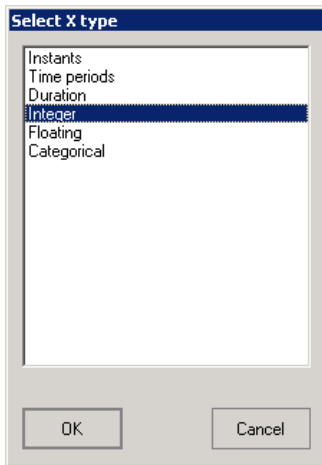 Select X type
Instants
Time periods
Duration
Integer
Floating
Categorical
OK
Cancel